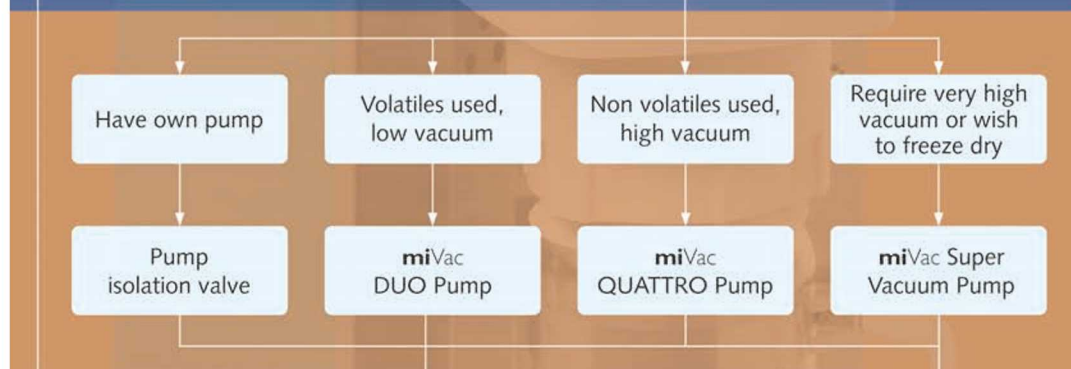 Have own pump
Volatiles used,
low vacuum
Non volatiles used,
high vacuum
Require very high
vacuum or wish
to freeze dry
Pump
isolation valve
miVac
DUO Pump
miVac
QUATTRO Pump
miVac Super
Vacuum Pump